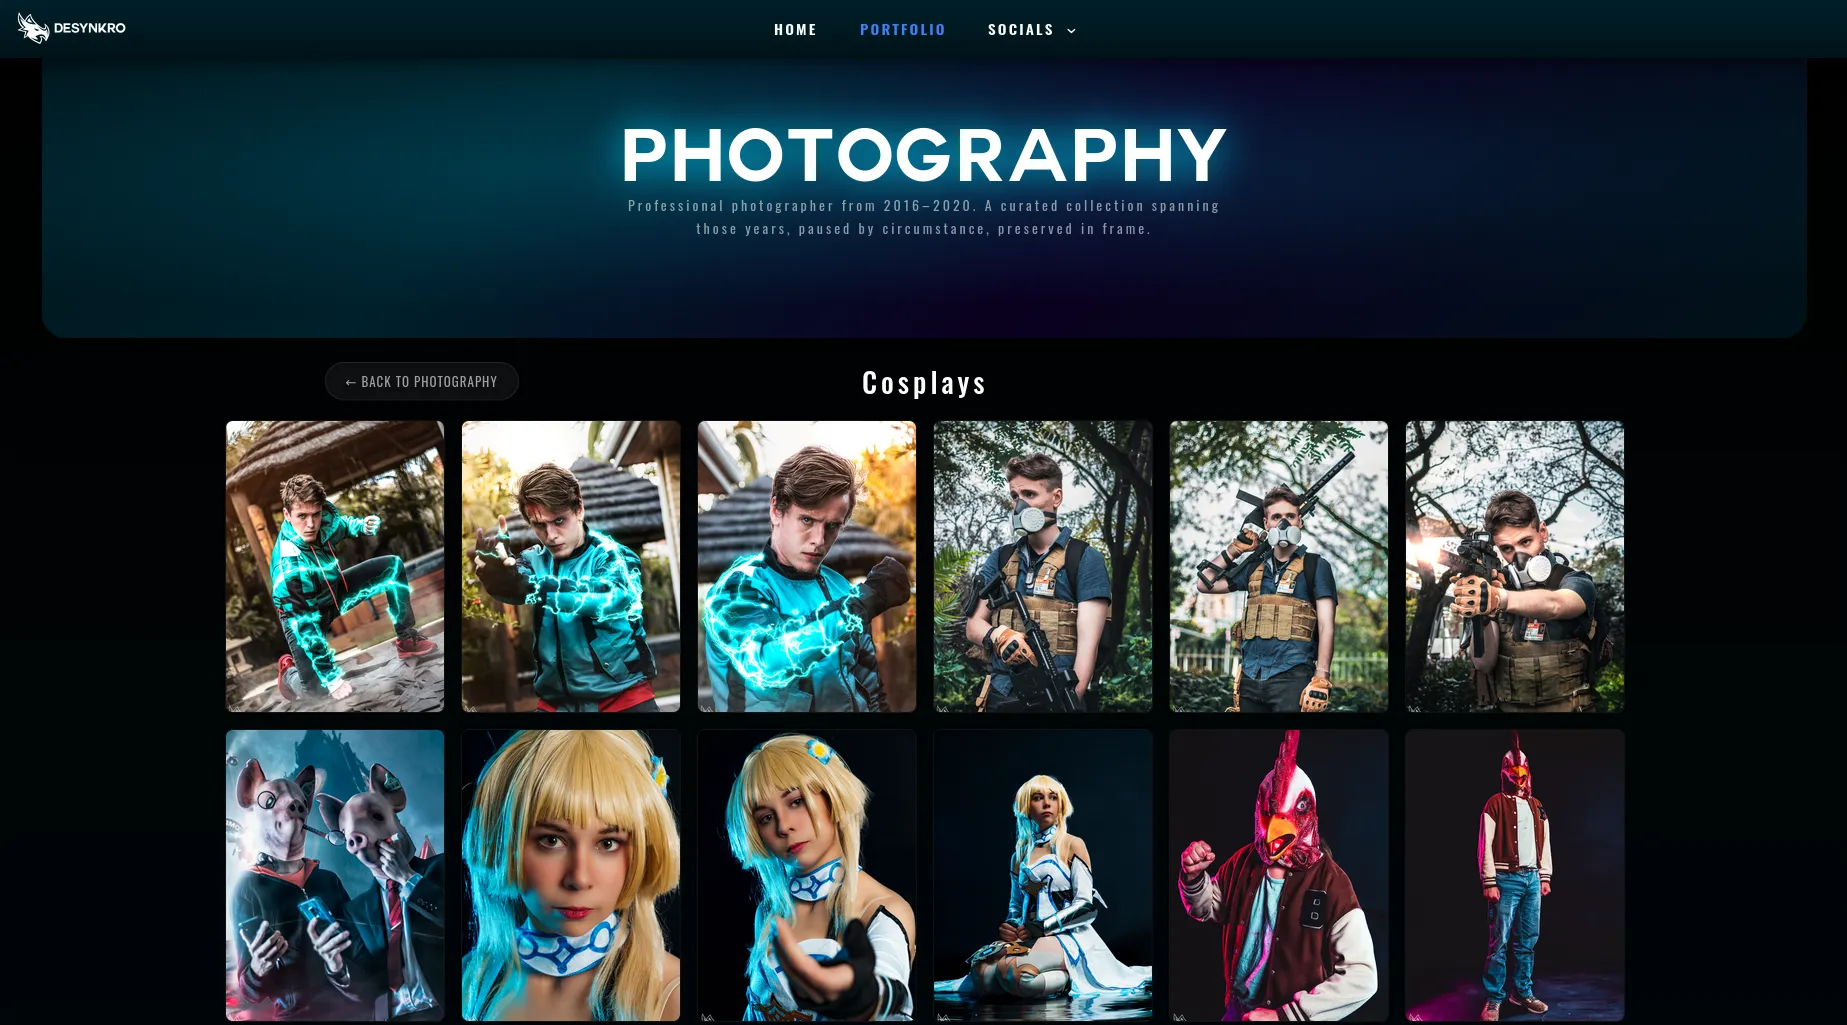 DESYNKRO
HOME
PORTFOLIO
SOCIALS
PHOTOGRAPHY
Professional photographer from 2016–2020. A curated collection spanning
those years, paused by circumstance, preserved in frame.
← BACK TO PHOTOGRAPHY
Cosplays